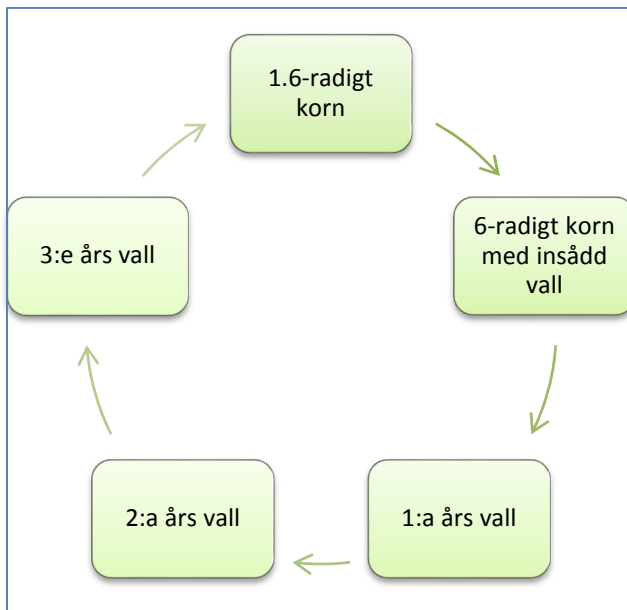 1.6-radigt
korn
6-radigt korn
med insådd
vall
1:a års vall
2:a års vall
3:e års vall